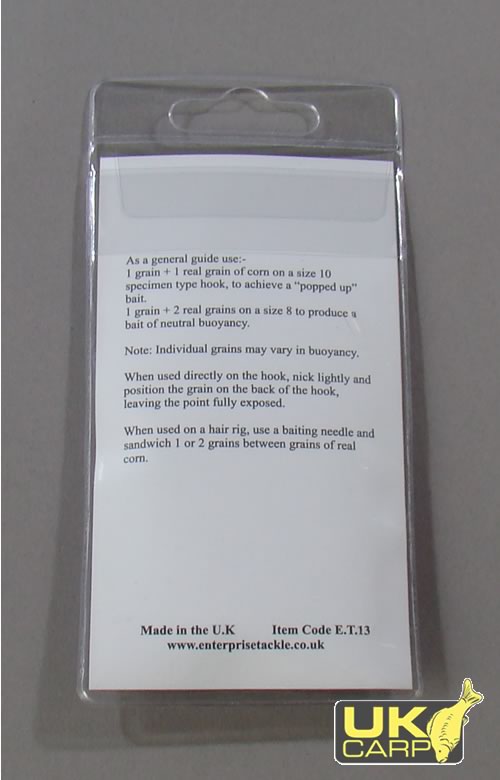 As a general guide use:-
1 grain + 1 real grain of corn on a size 10
specimen type hook, to achieve a "popped up"
bait.
1 grain + 2 real grains on a size 8 to produce a
bait of neutral buoyancy.
Note: Individual grains may vary in buoyancy.
When used directly on the hook, nick lightly and
position the grain on the back of the hook,
leaving the point fully exposed.
When used on a hair rig, use a baiting needle and
sandwich 1 or 2 grains between grains of real
corn.
Made in the U.K Item Code E.T.13
www.enterprisetackle.co.uk
UK
CARP